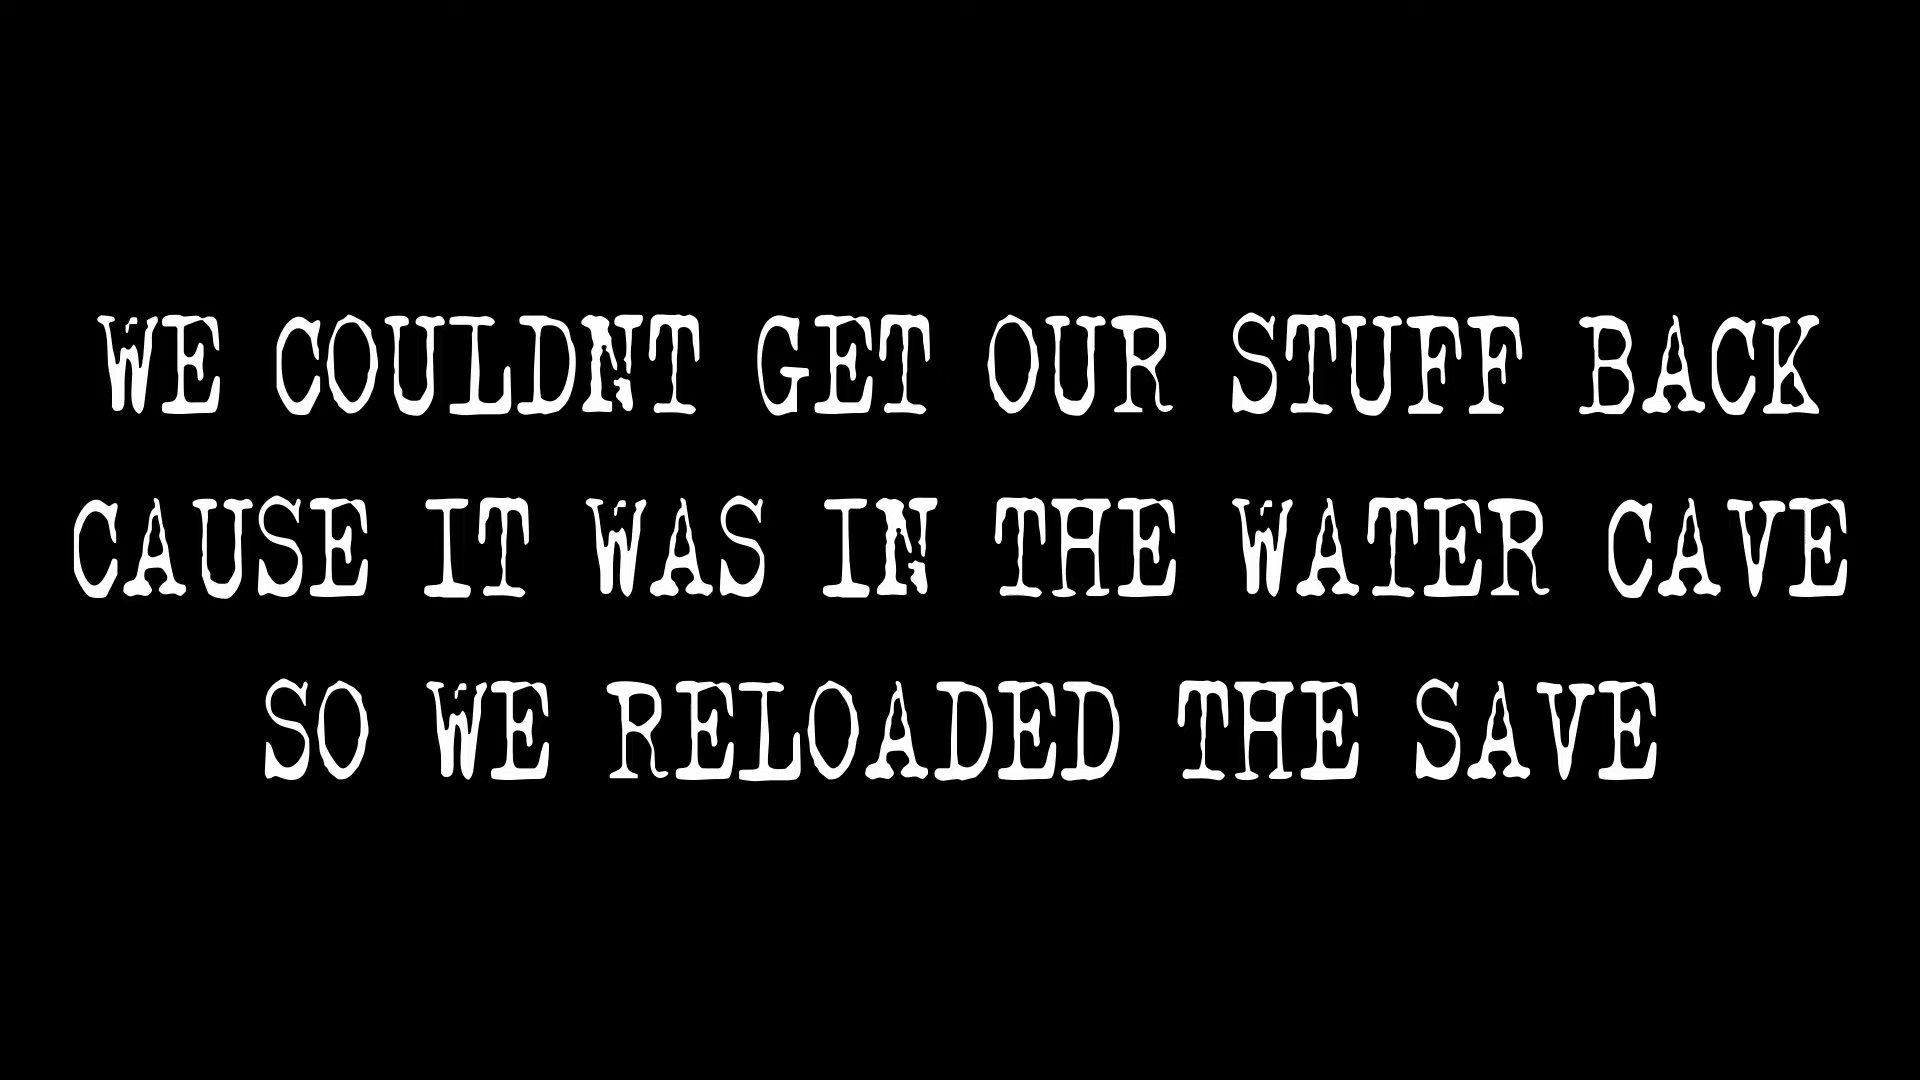 WE COULDNT GET OUR STUFF BACK
CAUSE IT WAS IN THE WATER CAVE
SO WE RELOADED THE SAVE